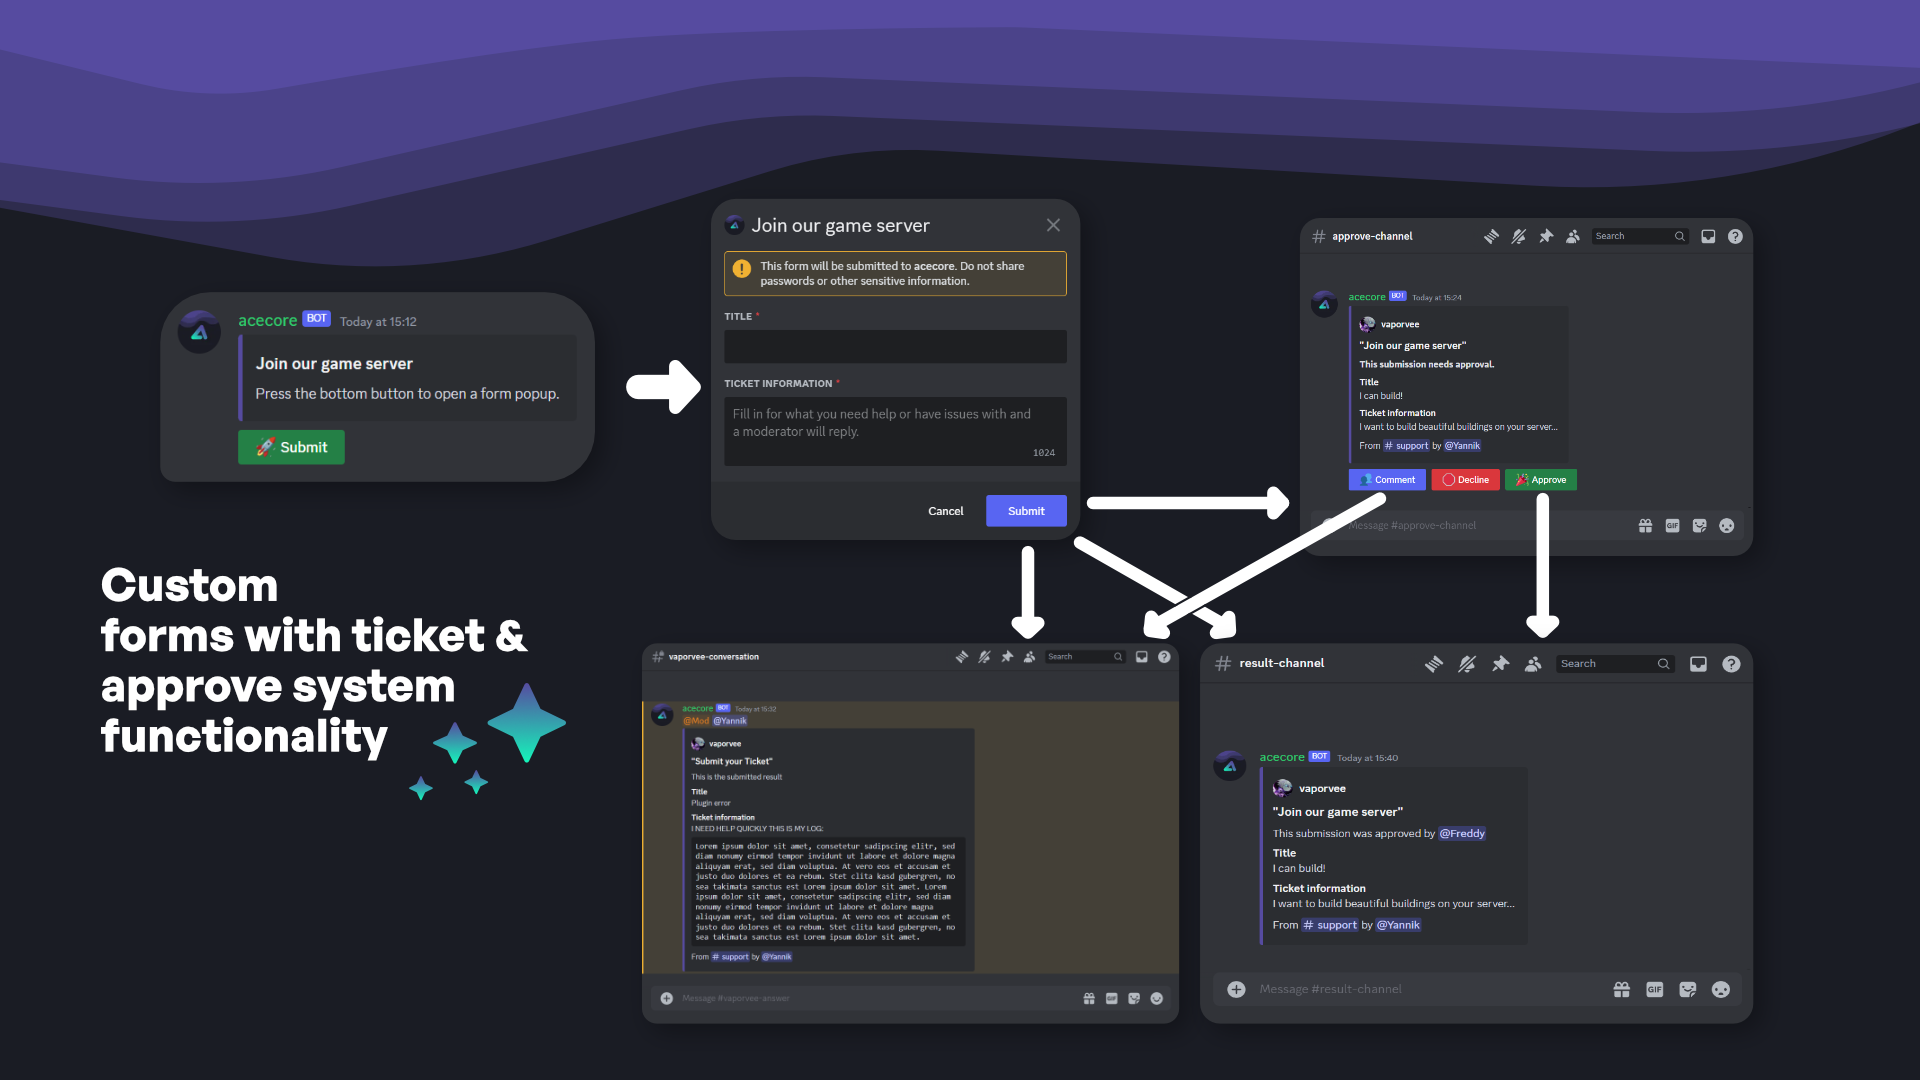 acecore BOT Today at 15:12
Join our game server
Press the bottom button to open a form popup.
Submit
Custom
forms with ticket &
approve system
functionality
Join our game server
This form will be submitted to acecore. Do not share
passwords or other sensitive information.
TITLE *
TICKET INFORMATION *
Fill in for what you need help or have issues with and
a moderator will reply.
1024
Cancel
Submit
approve-channel
Search
acecore BOT Today at 15:24
vaporvee
"Join our game server"
This submission needs approval.
Title
I can build!
Ticket information
I want to build beautiful buildings on your server...
From # support by @Yannik
Comment
Decline
Approve
Message #approve-channel
GIF
vaporvee-conversation
Search
acecore BOT Today at 15:32
@Mod @Yannik
vaporvee
"Submit your Ticket"
This is the submitted result
Title
Plugin error
Ticket information
I NEED HELP QUICKLY THIS IS MY LOG:
Lorem ipsum dolor sit amet, consetetur sadipscing elitr, sed
diam nonumy eirmod tempor invidunt ut labore et dolore magna
aliquyam erat, sed diam voluptua. At vero eos et accusam et
justo duo dolores et ea rebum. Stet clita kasd gubergren, no
sea takimata sanctus est Lorem ipsum dolor sit amet. Lorem
ipsum dolor sit amet, consetetur sadipscing elitr, sed diam
nonumy eirmod tempor invidunt ut labore et dolore magna
aliquyam erat, sed diam voluptua. At vero eos et accusam et
justo duo dolores et ea rebum. Stet clita kasd gubergren, no
sea takimata sanctus est Lorem ipsum dolor sit amet.
From # support by @Yannik
Message #vaporvee-answer
GIF
result-channel
Search
acecore BOT Today at 15:40
vaporvee
"Join our game server"
This submission was approved by @Freddy
Title
I can build!
Ticket information
I want to build beautiful buildings on your server...
From # support by @Yannik
Message #result-channel
GIF